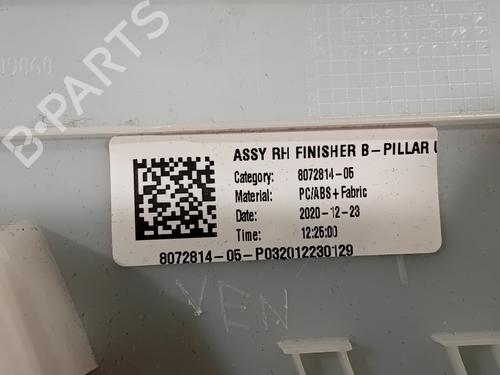 B-PARTS
09060
ASSY RH FINISHER B-PILLAR
Category: 8072814-05
Material: PC/ABS+Fabric
Date: 2020-12-23
Time: 12:25:00
8072814-05-P032012230129
VEN